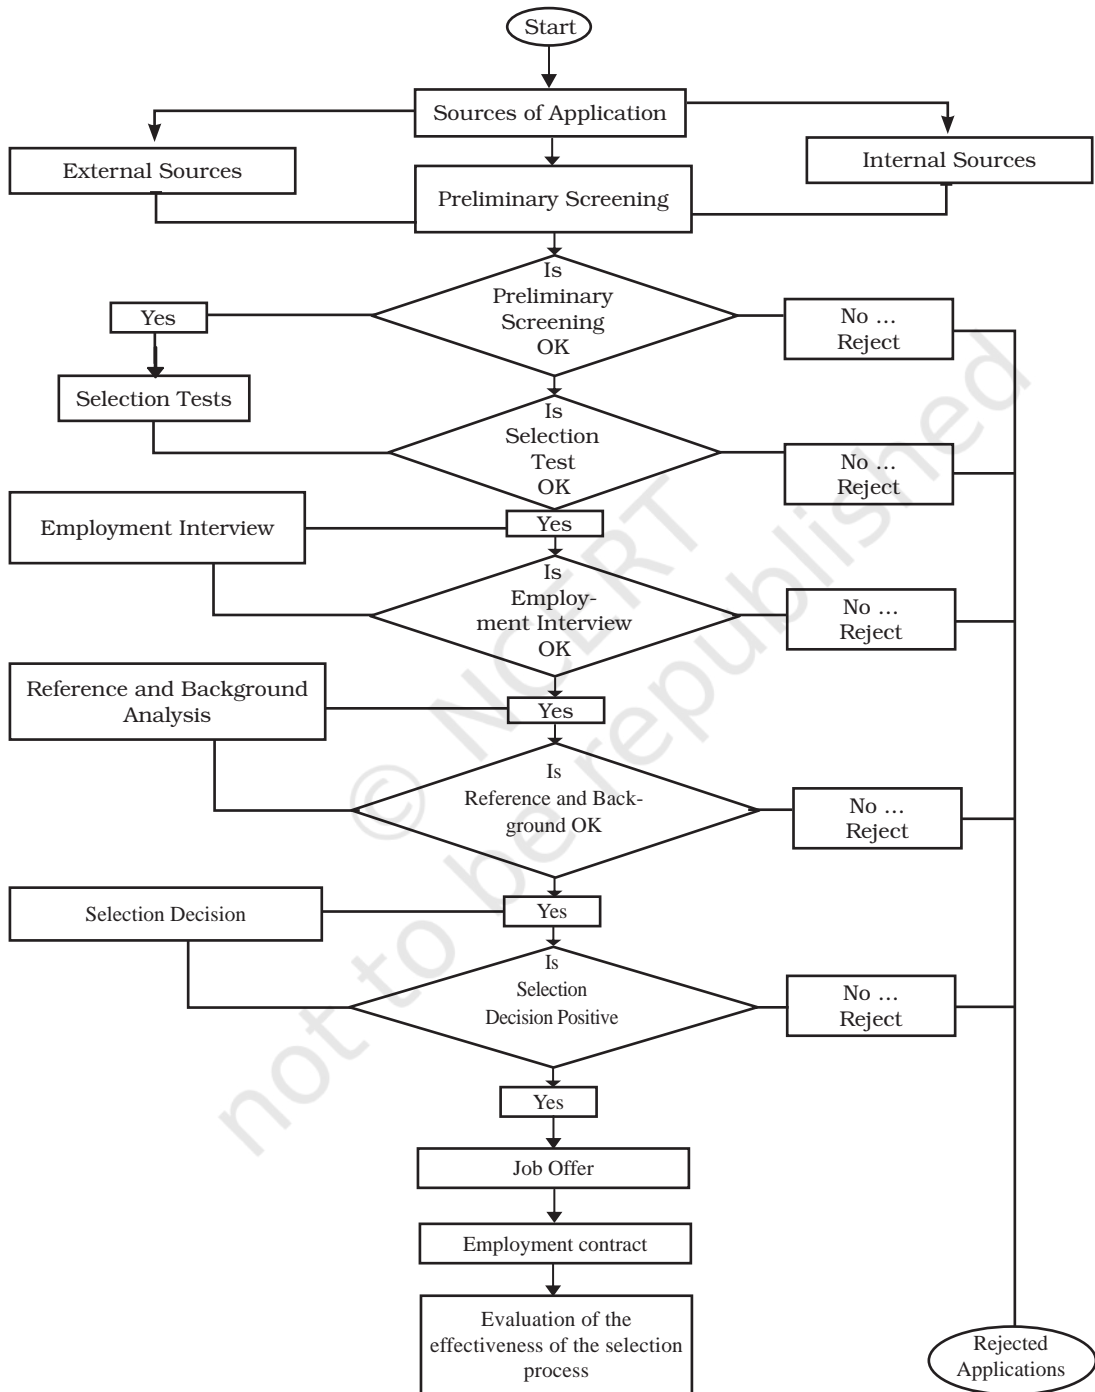 Start
Sources of Application
External Sources
Internal Sources
Preliminary Screening
Is
Preliminary
Screening
OK
Yes
No ...
Reject
Selection Tests
Is
Selection
Test
OK
No ...
Reject
Employment Interview
Yes
Is
Employ-
ment Interview
OK
No ...
Reject
Reference and Background
Analysis
Yes
Is
Reference and Back-
ground OK
No ...
Reject
Selection Decision
Yes
Is
Selection
Decision Positive
No ...
Reject
Yes
Job Offer
Employment contract
Evaluation of the
effectiveness of the selection
process
Rejected
Applications
© NCERT
not to be republished